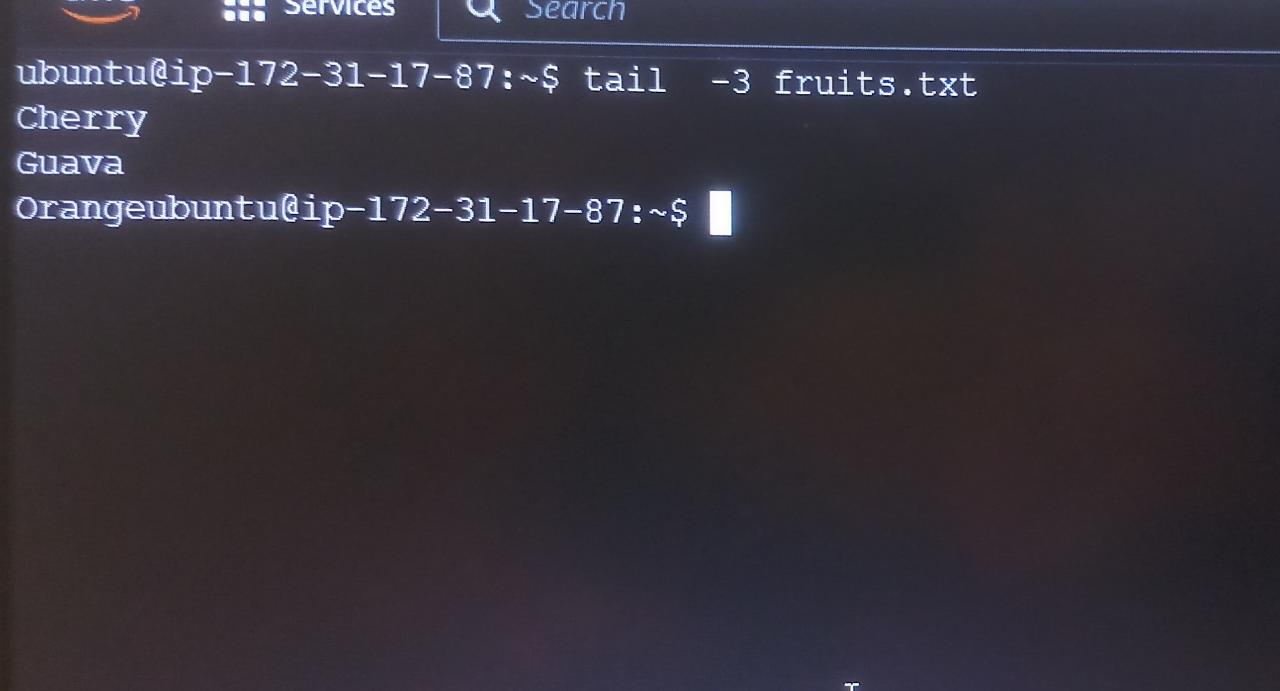 Services Search
ubuntu@ip-172-31-17-87:~$ tail  -3 fruits.txt
Cherry
Guava
Orangeubuntu@ip-172-31-17-87:~$